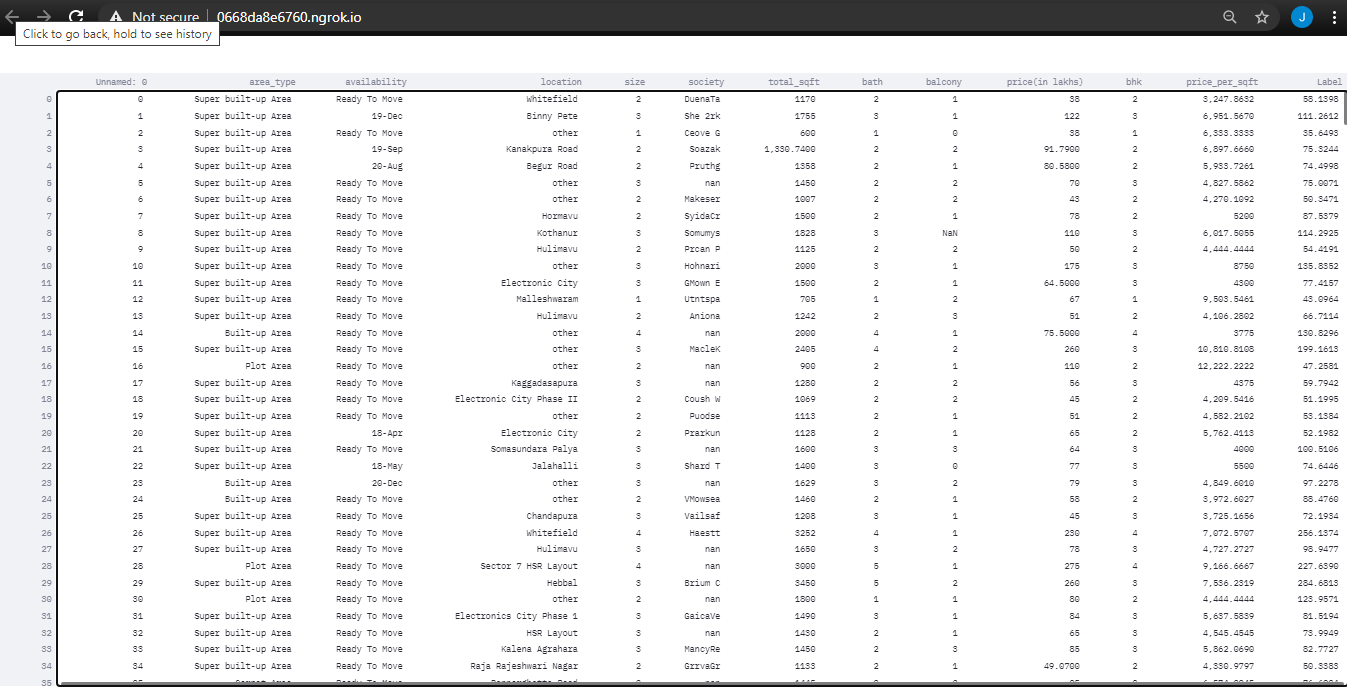 Not secure | 0668da8e6760.ngrok.io J
Click to go back, hold to see history
Unnamed: 0 area_type availability location size society total_sqft bath balcony price(in lakhs) bhk price_per_sqft Label
0 0 Super built-up Area Ready To Move Whitefield 2 DuenaTa 1170 2 1 38 2 3,247.8632 58.1398
1 1 Super built-up Area 19-Dec Binny Pete 3 She 2rk 1755 3 1 122 3 6,951.5670 111.2612
2 2 Super built-up Area Ready To Move other 1 Ceove G 600 1 0 38 1 6,333.3333 35.6493
3 3 Super built-up Area 19-Sep Kanakpura Road 2 Soazak 1,330.7400 2 2 91.7900 2 6,897.6660 75.3244
4 4 Super built-up Area 20-Aug Begur Road 2 Pruthg 1358 2 1 80.5800 2 5,933.7261 74.4998
5 5 Super built-up Area Ready To Move other 3 nan 1450 2 2 70 3 4,827.5862 75.0071
6 6 Super built-up Area Ready To Move other 2 Makeser 1007 2 2 43 2 4,270.1092 50.3471
7 7 Super built-up Area Ready To Move Hormavu 2 SyidaCr 1500 2 1 78 2 5200 87.5379
8 8 Super built-up Area Ready To Move Kothanur 3 Somumys 1828 3 NaN 110 3 6,017.5055 114.2925
9 9 Super built-up Area Ready To Move Hulimavu 2 Prcan P 1125 2 2 50 2 4,444.4444 54.4191
10 10 Super built-up Area Ready To Move other 3 Hohnari 2000 3 1 175 3 8750 135.8352
11 11 Super built-up Area Ready To Move Electronic City 3 GMown E 1500 2 1 64.5000 3 4300 77.4157
12 12 Super built-up Area Ready To Move Malleshwaram 1 Utntspa 705 1 2 67 1 9,503.5461 43.0964
13 13 Super built-up Area Ready To Move Hulimavu 2 Aniona 1242 2 3 51 2 4,106.2802 66.7114
14 14 Built-up Area Ready To Move other 4 nan 2000 4 1 75.5000 4 3775 130.8296
15 15 Super built-up Area Ready To Move other 3 MacleK 2405 4 2 260 3 10,810.8108 199.1613
16 16 Plot Area Ready To Move other 2 nan 900 2 1 110 2 12,222.2222 47.2581
17 17 Super built-up Area Ready To Move Kaggadasapura 3 nan 1280 2 2 56 3 4375 59.7942
18 18 Super built-up Area Ready To Move Electronic City Phase II 2 Coush W 1069 2 2 45 2 4,209.5416 51.1995
19 19 Super built-up Area Ready To Move other 2 Puodse 1113 2 1 51 2 4,582.2102 53.1384
20 20 Super built-up Area 18-Apr Electronic City 2 Prarkun 1128 2 1 65 2 5,762.4113 52.1982
21 21 Super built-up Area Ready To Move Somasundara Palya 3 nan 1600 3 3 64 3 4000 100.5106
22 22 Super built-up Area 18-May Jalahalli 3 Shard T 1400 3 0 77 3 5500 74.6446
23 23 Built-up Area 20-Dec other 3 nan 1629 3 2 79 3 4,849.6010 97.2278
24 24 Built-up Area Ready To Move other 2 VMowsea 1460 2 1 58 2 3,972.6027 88.4760
25 25 Super built-up Area Ready To Move Chandapura 3 Vailsaf 1208 3 1 45 3 3,725.1656 72.1934
26 26 Super built-up Area Ready To Move Whitefield 4 Haestt 3252 4 1 230 4 7,072.5707 256.1374
27 27 Super built-up Area Ready To Move Hulimavu 3 nan 1650 3 2 78 3 4,727.2727 98.9477
28 28 Plot Area Ready To Move Sector 7 HSR Layout 4 nan 3000 5 1 275 4 9,166.6667 227.6390
29 29 Super built-up Area Ready To Move Hebbal 3 Brium C 3450 5 2 260 3 7,536.2319 284.6813
30 30 Plot Area Ready To Move other 2 nan 1800 1 1 80 2 4,444.4444 123.9571
31 31 Super built-up Area Ready To Move Electronics City Phase 1 3 GaicaVe 1490 3 1 84 3 5,637.5839 81.5194
32 32 Super built-up Area Ready To Move HSR Layout 3 nan 1430 2 1 65 3 4,545.4545 73.9949
33 33 Super built-up Area Ready To Move Kalena Agrahara 3 MancyRe 1450 2 3 85 3 5,862.0690 82.7727
34 34 Super built-up Area Ready To Move Raja Rajeshwari Nagar 2 GrrvaGr 1133 2 1 49.0700 2 4,330.9797 50.3383
35